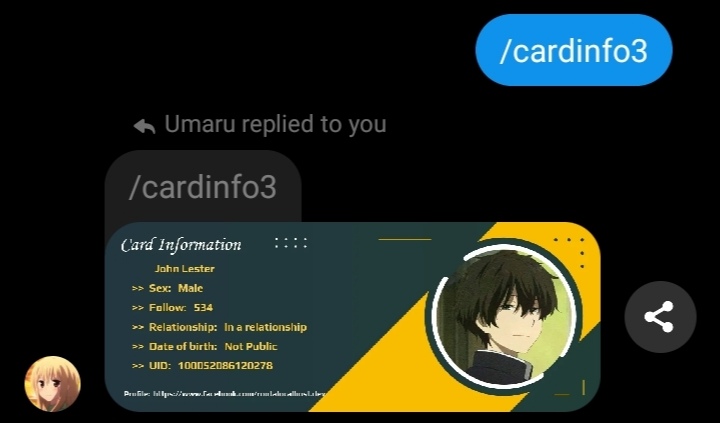 /cardinfo3
Umaru replied to you
/cardinfo3
Card Information
John Lester
>> Sex: Male
>> Follow: 534
>> Relationship: In a relationship
>> Date of birth: Not Public
>> UID: 100052086120278
Profile: https://www.facebook.com/